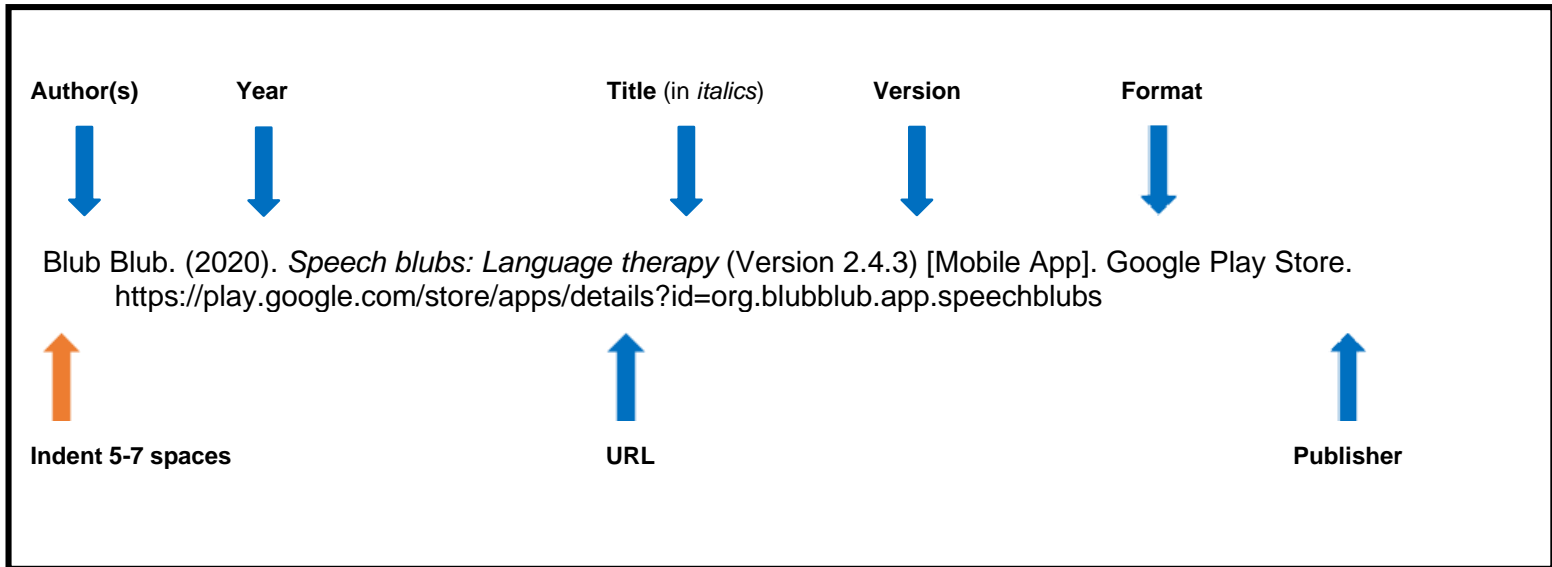 Author(s) Year Title (in italics) Version Format
Blub Blub. (2020). Speech blubs: Language therapy (Version 2.4.3) [Mobile App]. Google Play Store.
https://play.google.com/store/apps/details?id=org.blubblub.app.speechblubs
Indent 5-7 spaces URL Publisher